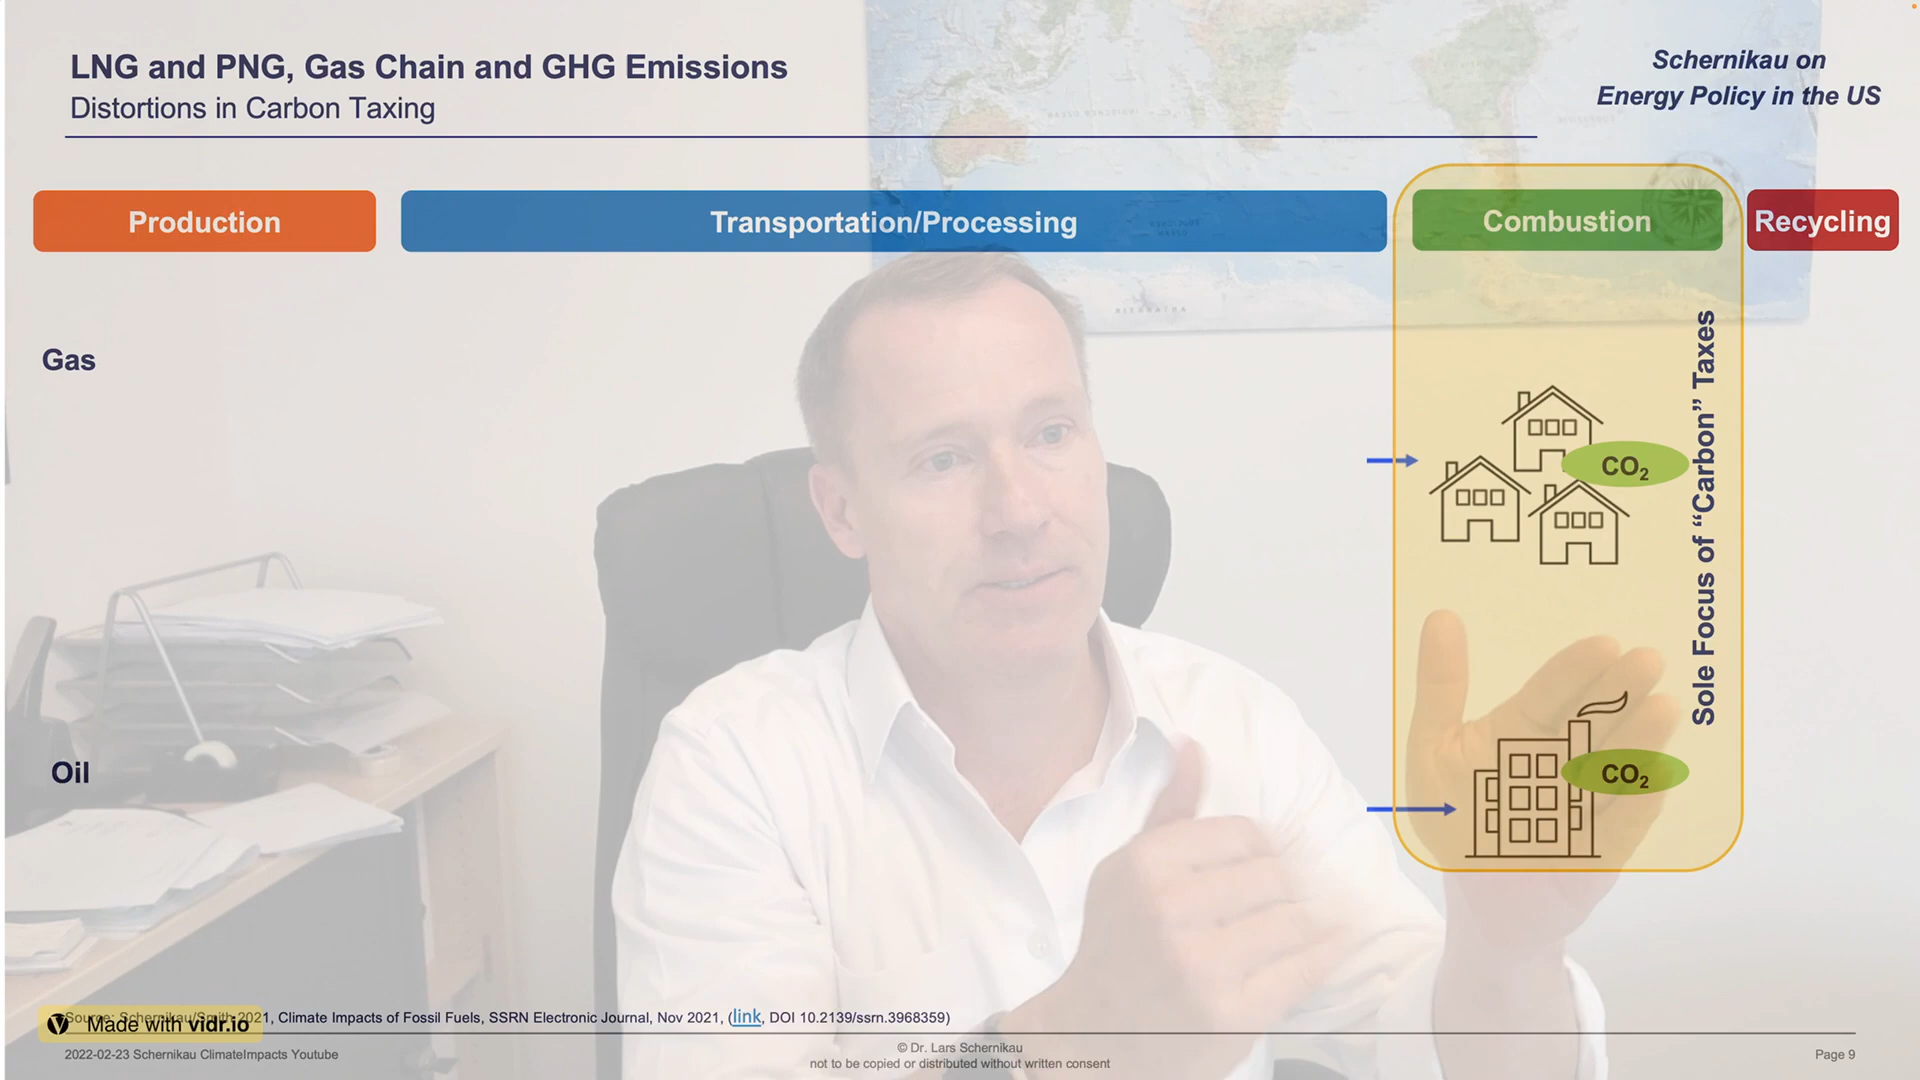 LNG and PNG, Gas Chain and GHG Emissions
Distortions in Carbon Taxing
Schernikau on
Energy Policy in the US
Production
Transportation/Processing
Combustion
Recycling
Gas
CO₂
Sole Focus of “Carbon” Taxes
Oil
CO₂
Source: Schernikau/Smith 2021, Climate Impacts of Fossil Fuels, SSRN Electronic Journal, Nov 2021, (link, DOI 10.2139/ssrn.3968359)
Made with vidr.io
2022-02-23 Schernikau ClimateImpacts Youtube
© Dr. Lars Schernikau
not to be copied or distributed without written consent
Page 9